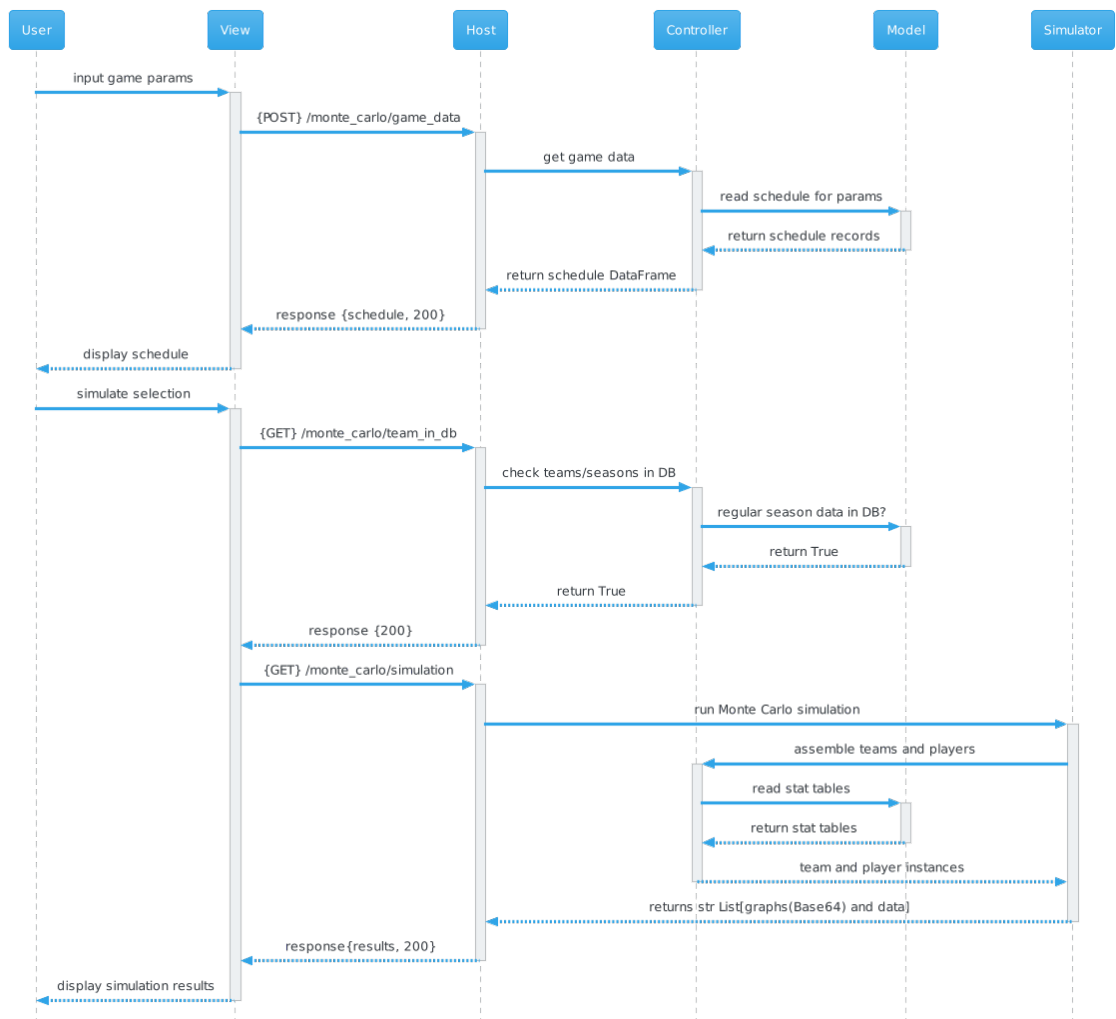 User
View
Host
Controller
Model
Simulator
input game params
{POST} /monte_carlo/game_data
get game data
read schedule for params
return schedule records
return schedule DataFrame
response {schedule, 200}
display schedule
simulate selection
{GET} /monte_carlo/team_in_db
check teams/seasons in DB
regular season data in DB?
return True
return True
response {200}
{GET} /monte_carlo/simulation
run Monte Carlo simulation
assemble teams and players
read stat tables
return stat tables
team and player instances
returns str List[graphs(Base64) and data]
response{results, 200}
display simulation results